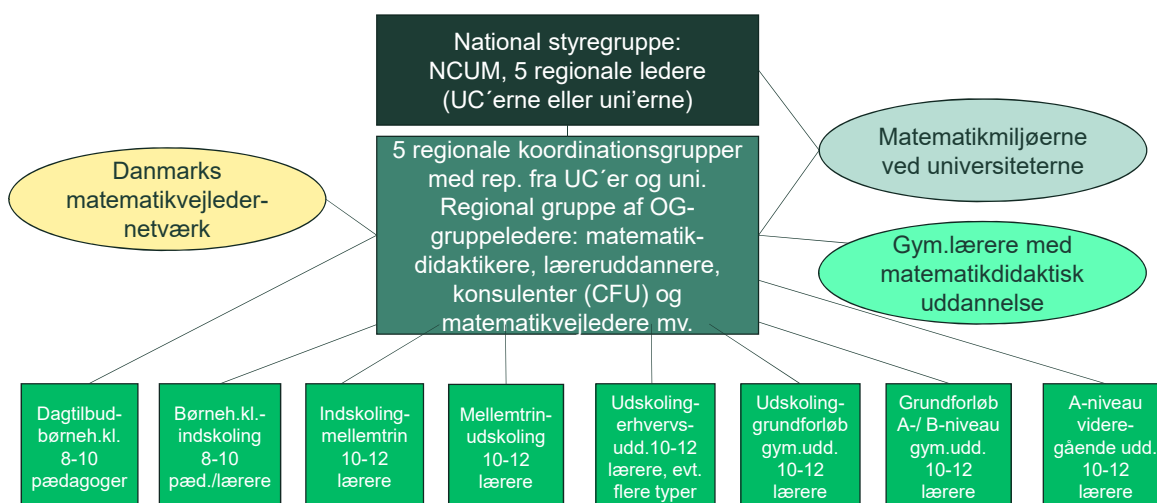 National styregruppe:
NCUM, 5 regionale ledere
(UC´erne eller uni’erne)
Danmarks
matematikvejleder-
netværk
5 regionale koordinationsgrupper
med rep. fra UC´er og uni.
Regional gruppe af OG-
gruppeledere: matematik-
didaktikere, læreruddannere,
konsulenter (CFU) og
matematikvejledere mv.
Matematikmiljøerne
ved universiteterne
Gym.lærere med
matematikdidaktisk
uddannelse
Dagtilbud-
børneh.kl.
8-10
pædagoger
Børneh.kl.-
indskoling
8-10
pæd./lærere
Indskoling-
mellemtrin
10-12
lærere
Mellemtrin-
udskoling
10-12
lærere
Udskoling-
erhvervs-
udd.10-12
lærere, evt.
flere typer
Udskoling-
grundforløb
gym.udd.
10-12
lærere
Grundforløb
A-/ B-niveau
gym.udd.
10-12
lærere
A-niveau
videre-
gående udd.
10-12
lærere